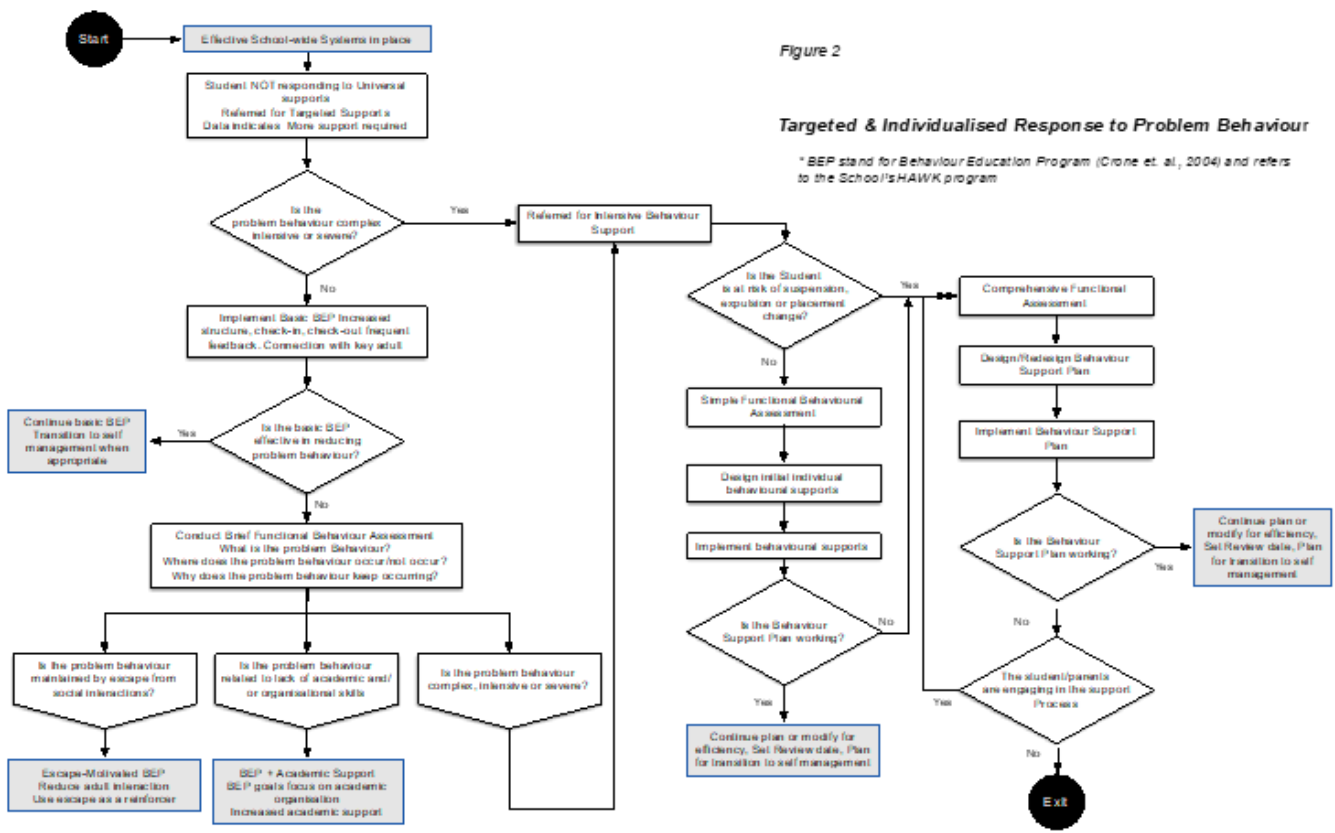 Start
Effective School-wide Systems in place
Figure 2
Student NOT responding to Universal
supports
Referred for Targeted Supports
Data indicates More support required
Targeted & Individualised Response to Problem Behaviour
* BEP stand for Behaviour Education Program (Crone et. al., 2004) and refers
to the School's HAWK program
Is the
problem behaviour complex
intensive or severe?
Yes
No
Referred for Intensive Behaviour
Support
Is the Student
is at risk of suspension,
expulsion or placement
change?
Yes
No
Comprehensive Functional
Assessment
Implement Basic BEP Increased
structure, check-in, check-out frequent
feedback. Connection with key adult
Design/Redesign Behaviour
Support Plan
Simple Functional Behavioural
Assessment
Implement Behaviour Support
Plan
Continue basic BEP
Transition to self
management when
appropriate
Yes
Is the basic BEP
effective in reducing
problem behaviour?
No
Design initial individual
behavioural supports
Implement behavioural supports
Conduct Brief Functional Behaviour Assessment
What is the problem Behaviour?
Where does the problem behaviour occur/not occur?
Why does the problem behaviour keep occurring?
Is the Behaviour
Support Plan working?
Yes
No
Continue plan or
modify for efficiency,
Set Review date, Plan
for transition to self
management
Is the Behaviour
Support Plan working?
No
Yes
Is the problem behaviour
maintained by escape from
social interactions?
Is the problem behaviour
related to lack of academic and/
or organisational skills
Is the problem behaviour
complex, intensive or severe?
The student/parents
are engaging in the support
Process
Yes
No
Continue plan or modify for
efficiency, Set Review date, Plan
for transition to self management
Escape-Motivated BEP
Reduce adult interaction
Use escape as a reinforcer
BEP + Academic Support
BEP goals focus on academic
organisation
Increased academic support
Exit